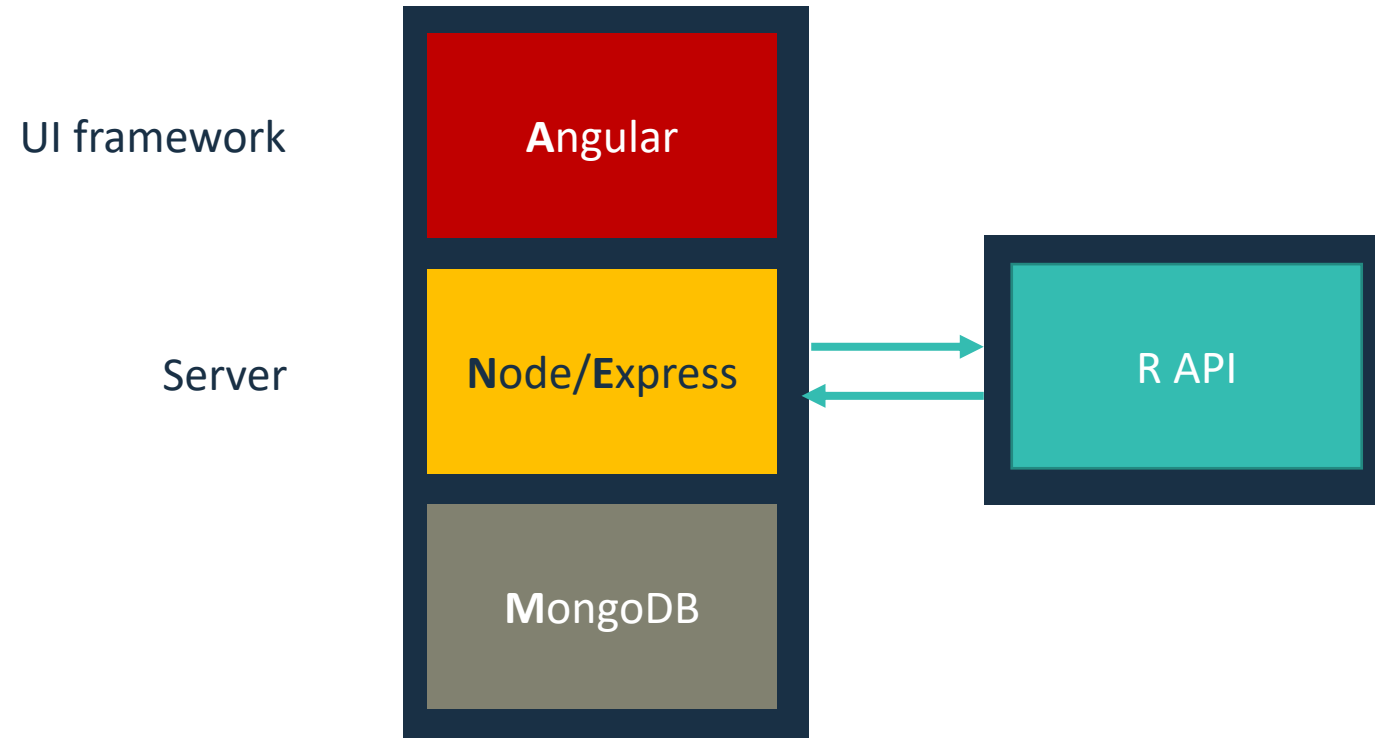 UI framework
Angular
Server
Node/Express
R API
MongoDB